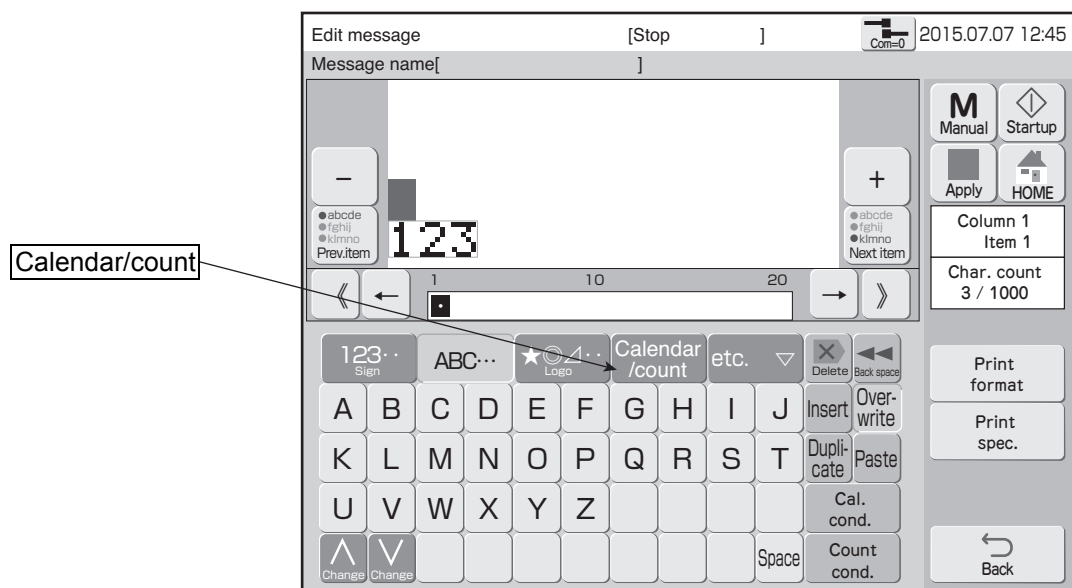 Edit message [Stop ] Com=0 2015.07.07 12:45
Message name[ ]
M
Manual
Startup
Apply
HOME
−
+
●abcde
●fghij
●klmno
Prev.item
123
●abcde
●fghij
●klmno
Next item
Column 1
Item 1
Char. count
3 / 1000
Calendar/count
《 ← 1 10 20 → 》
123‥
Sign
ABC…
★◎⊿‥
Logo
Calendar
/count
etc. ▽
Delete
Back space
A B C D E F G H I J Insert Over-
write
K L M N O P Q R S T Dupli-
cate Paste
U V W X Y Z Cal.
cond.
Change Change Space Count
cond.
Print
format
Print
spec.
Back